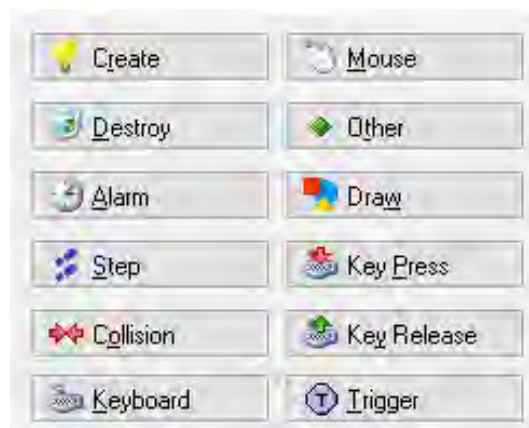 Create
Mouse
Destroy
Other
Alarm
Draw
Step
Key Press
Collision
Key Release
Keyboard
T Trigger